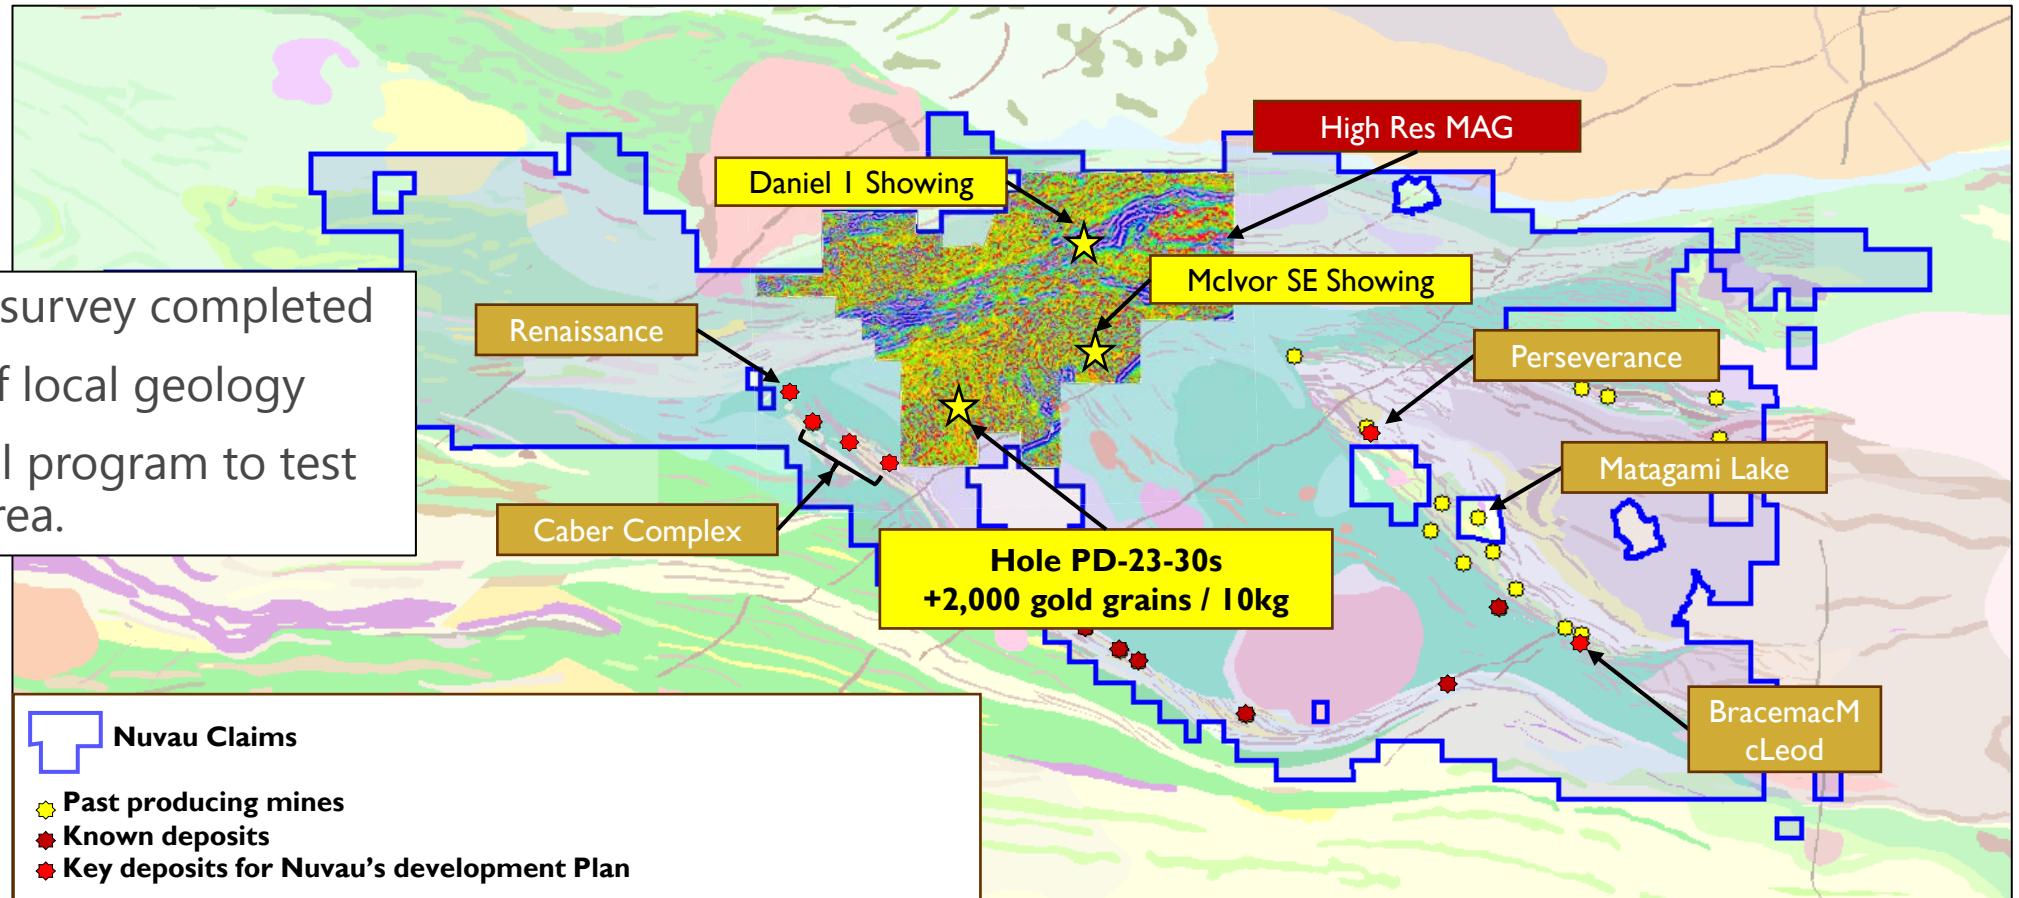 High Res MAG
Daniel 1 Showing
McIvor SE Showing
survey completed
Renaissance
Perseverance
f local geology
l program to test
rea.
Matagami Lake
Caber Complex
Hole PD-23-30s
+2,000 gold grains / 10kg
BracemacM
cLeod
Nuvau Claims
Past producing mines
Known deposits
Key deposits for Nuvau's development Plan